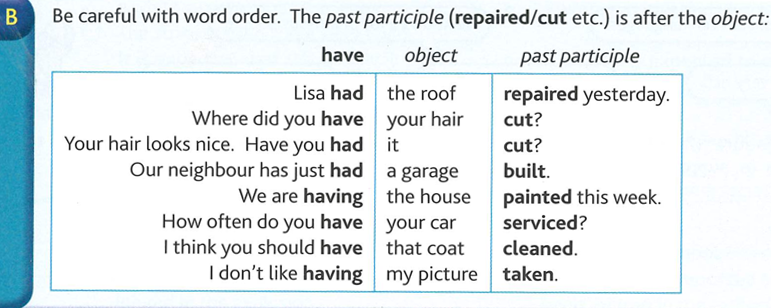 B
Be careful with word order. The past participle (repaired/cut etc.) is after the object:
have object past participle
Lisa had the roof repaired yesterday.
Where did you have your hair cut?
Your hair looks nice. Have you had it cut?
Our neighbour has just had a garage built.
We are having the house painted this week.
How often do you have your car serviced?
I think you should have that coat cleaned.
I don't like having my picture taken.